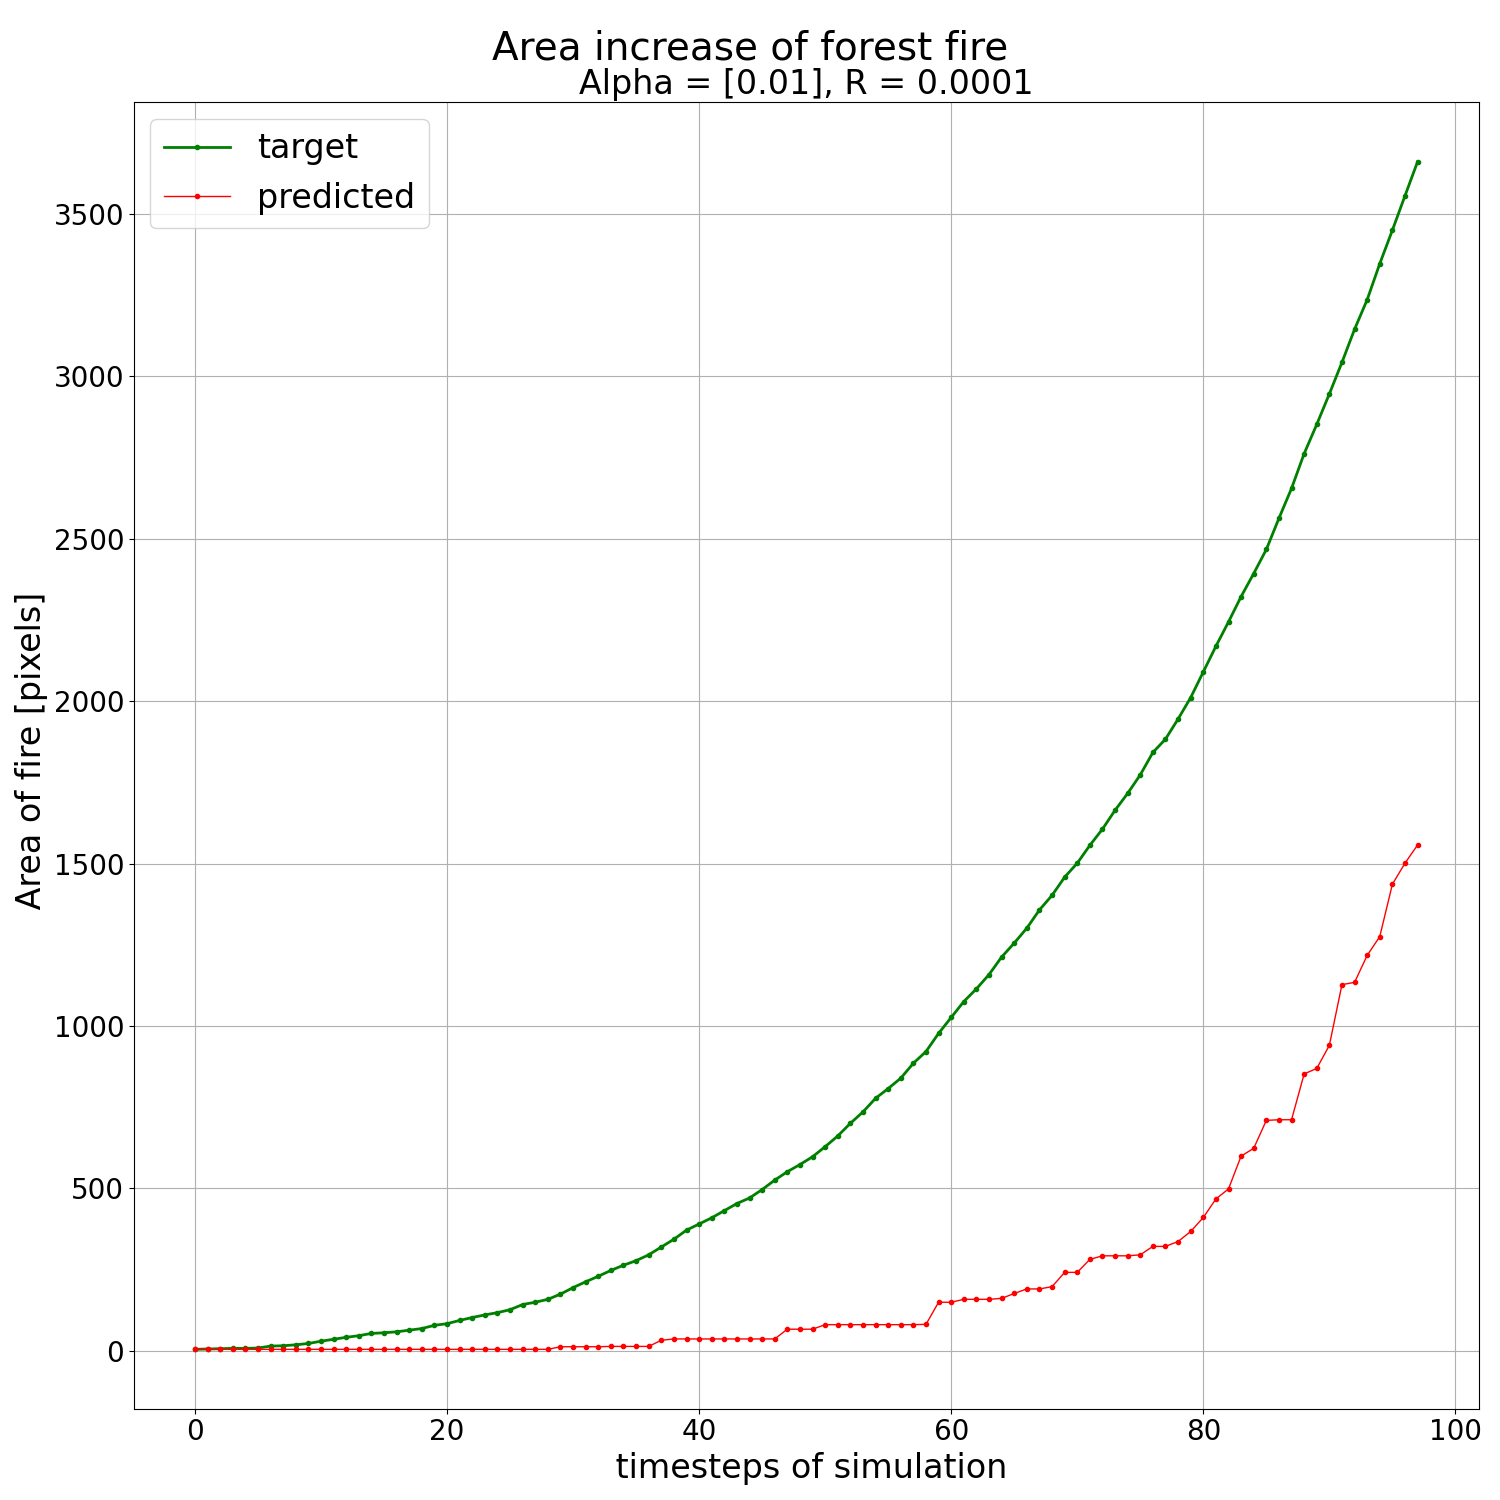 Area increase of forest fire
Alpha = [0.01], R = 0.0001
target
predicted
3500
3000
2500
2000
1500
1000
500
0
Area of fire [pixels]
0 20 40 60 80 100
timesteps of simulation